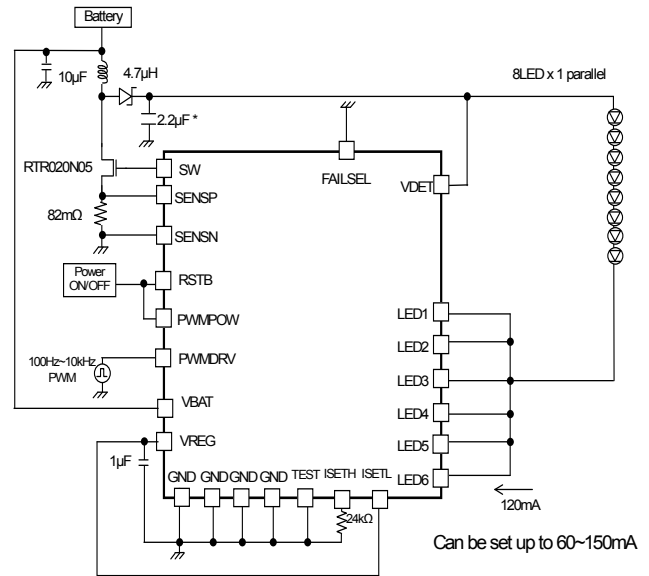 Battery
10µF
4.7µH
2.2µF *
8LED x 1 parallel
RTR020N05
82mΩ
SW
SENSP
SENSN
FAILSEL
VDET
Power
ON/OFF
RSTB
PWMPOW
100Hz~10kHz
PWM
PWMDRV
VBAT
VREG
1µF
LED1
LED2
LED3
LED4
LED5
LED6
GND GND GND GND TEST ISETH ISETL
24kΩ
120mA
Can be set up to 60~150mA